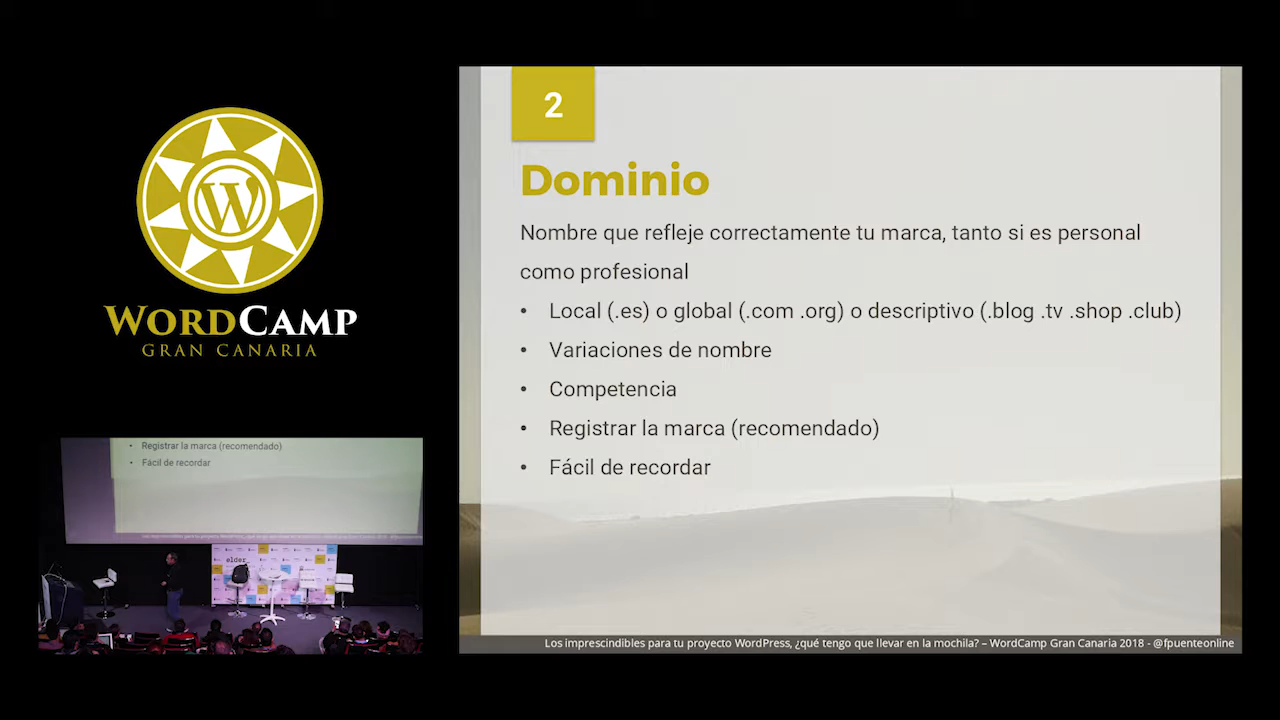 WORDCAMP
GRAN CANARIA
2
Dominio
Nombre que refleje correctamente tu marca, tanto si es personal
como profesional
• Local (.es) o global (.com .org) o descriptivo (.blog .tv .shop .club)
• Variaciones de nombre
• Competencia
• Registrar la marca (recomendado)
• Fácil de recordar
Los imprescindibles para tu proyecto WordPress, ¿qué tengo que llevar en la mochila? – WordCamp Gran Canaria 2018 - @fpuenteonline
• Registrar la marca (recomendado)
• Fácil de recordar
elder